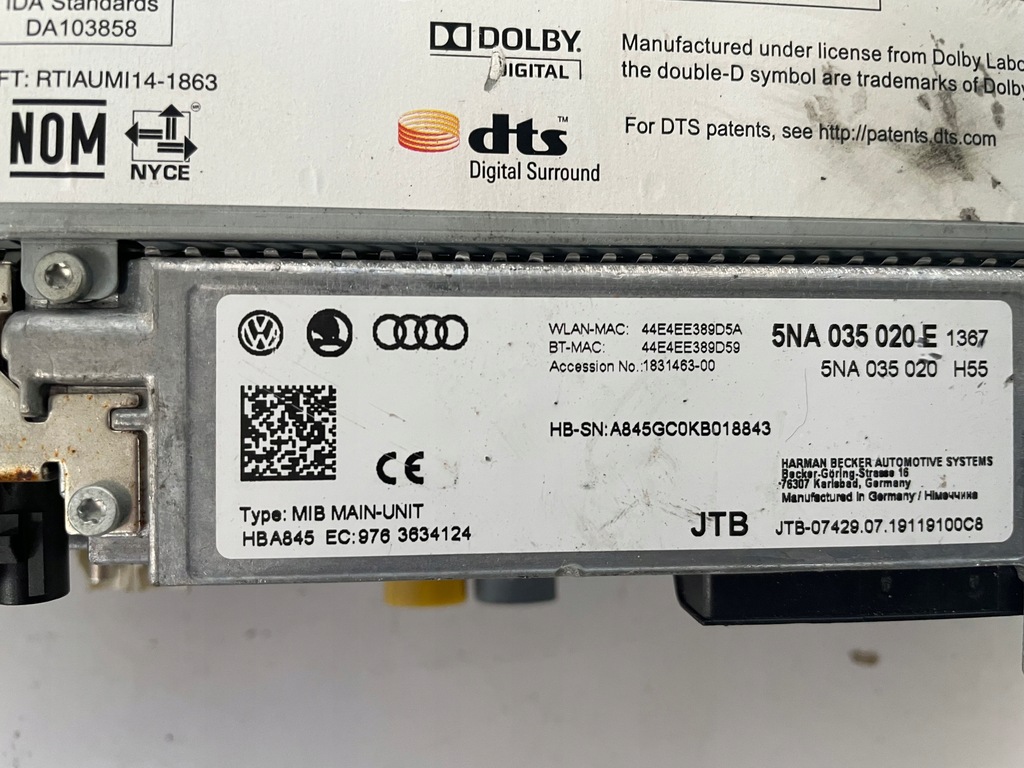 IDA Standards
DA103858
FT: RTIAUMI14-1863
NOM
NYCE
DOLBY.
DIGITAL
dts™
Digital Surround
Manufactured under license from Dolby
the double-D symbol are trademarks of Dolby
For DTS patents, see http://patents.dts.com
WLAN-MAC: 44E4EE389D5A
BT-MAC: 44E4EE389D59
Accession No.:1831463-00
5NA 035 020 E 1367
5NA 035 020 H55
HB-SN:A845GC0KB018843
CE
Type: MIB MAIN-UNIT
HBA845 EC:976 3634124
HARMAN BECKER AUTOMOTIVE SYSTEMS
Becker-Göring-Strasse 16
76307 Karlsbad, Germany
Manufactured in Germany / Німеччина
JTB JTB-07429.07.19119100C8